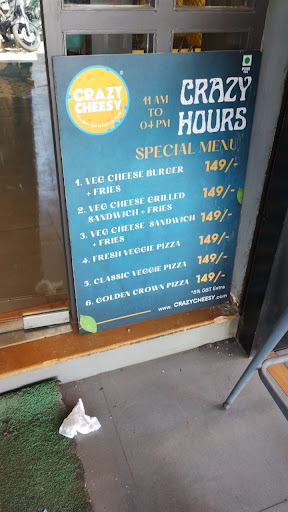 CRAZY
CHEESY
11 AM
TO
04 PM
CRAZY
HOURS
SPECIAL MENU
1. VEG CHEESE BURGER
+ FRIES 149/-
2. VEG CHEESE GRILLED
SANDWICH + FRIES 149/-
3. VEG CHEESE SANDWICH
+ FRIES 149/-
4. FRESH VEGGIE PIZZA 149/-
5. CLASSIC VEGGIE PIZZA 149/-
6. GOLDEN CROWN PIZZA 149/-
*5% GST Extra
www. CRAZYCHEESY.com